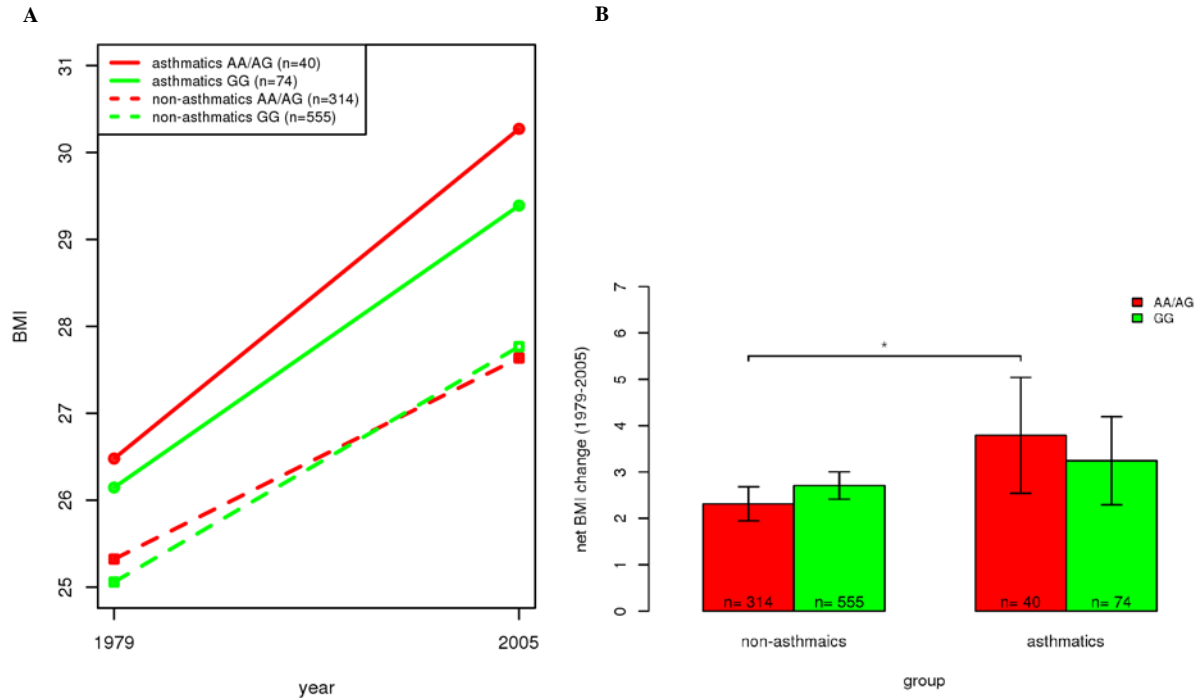 A
asthmatics AA/AG (n=40)
asthmatics GG (n=74)
non-asthmatics AA/AG (n=314)
non-asthmatics GG (n=555)
31
30
29
28
27
26
25
BMI
1979
2005
year
B
AA/AG
GG
7
6
5
4
3
2
1
0
net BMI change (1979-2005)
*
n= 314
n= 555
n= 40
n= 74
non-asthmaics
asthmatics
group